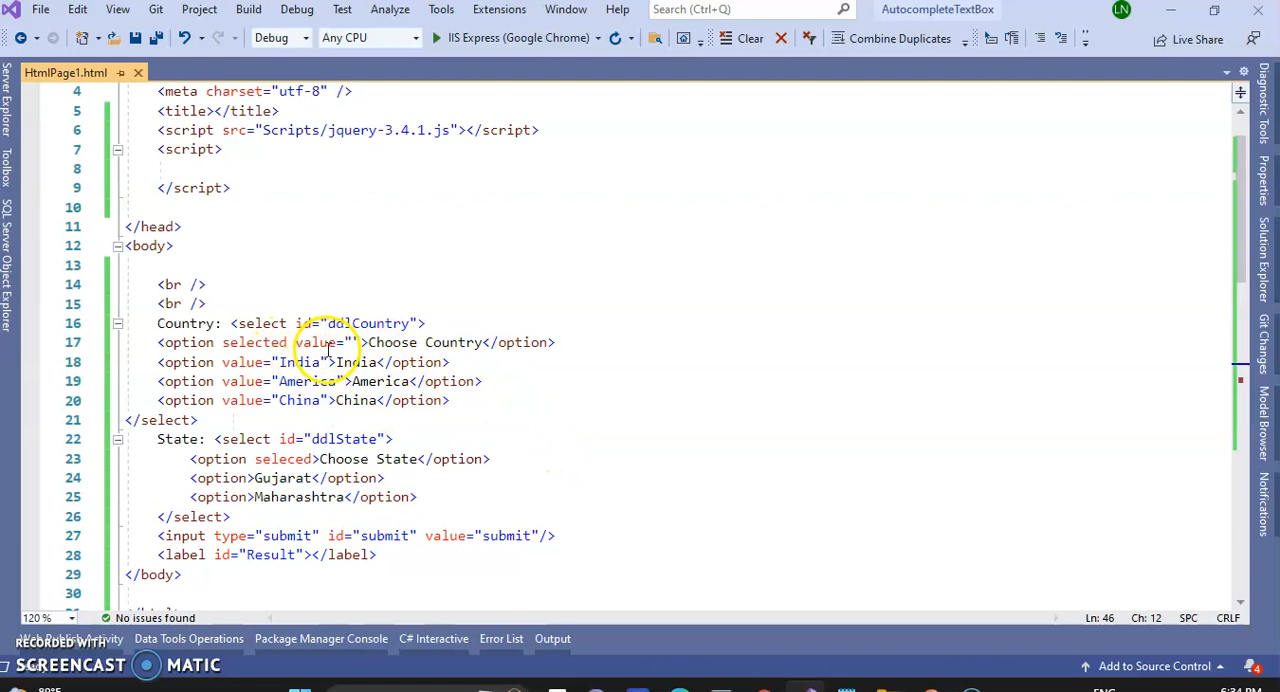 File Edit View Git Project Build Debug Test Analyze Tools Extensions Window Help Search (Ctrl+Q) AutocompleteTextBox LN
Debug Any CPU IIS Express (Google Chrome) Clear Combine Duplicates Live Share
HtmlPage1.html
4 <meta charset="utf-8" />
5 <title></title>
6 <script src="Scripts/jquery-3.4.1.js"></script>
7 <script>
8
9 </script>
10
11 </head>
12 <body>
13
14 <br />
15 <br />
16 Country: <select id="ddlCountry">
17 <option selected value="">Choose Country</option>
18 <option value="India">India</option>
19 <option value="America">America</option>
20 <option value="China">China</option>
21 </select>
22 State: <select id="ddlState">
23 <option seleced>Choose State</option>
24 <option>Gujarat</option>
25 <option>Maharashtra</option>
26 </select>
27 <input type="submit" id="submit" value="submit"/>
28 <label id="Result"></label>
29 </body>
30
Server Explorer
Toolbox
SQL Server Object Explorer
Diagnostic Tools
Properties
Solution Explorer
Git Changes
Model Browser
Notifications
120 % No issues found Ln: 46 Ch: 12 SPC CRLF
Web Publish Activity Data Tools Operations Package Manager Console C# Interactive Error List Output
RECORDED WITH
SCREENCAST MATIC
Add to Source Control 4